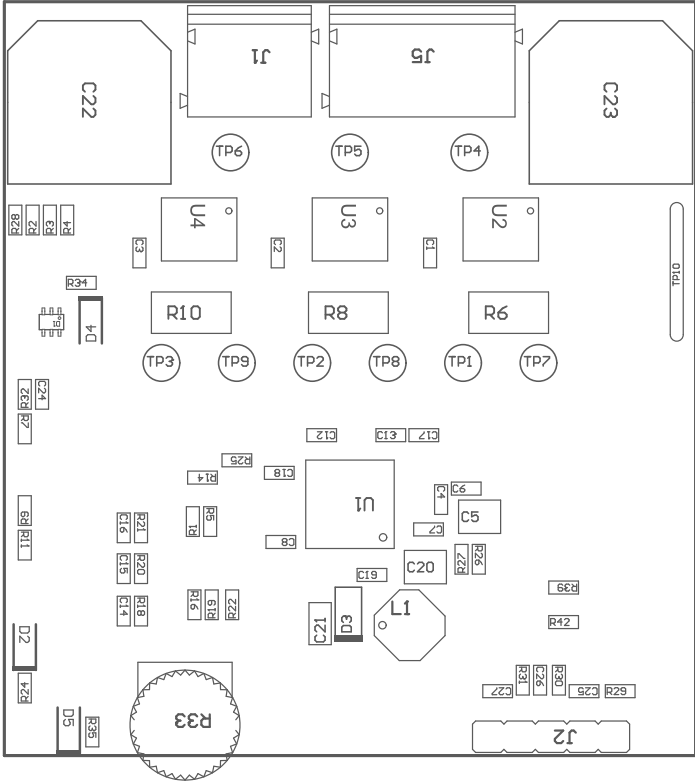 C22
J1
J5
C23
TP6
TP5
TP4
R28
R2
R3
R4
U4
U3
U2
C3
C2
C1
TP10
R34
D4
R10
R8
R6
TP3
TP9
TP2
TP8
TP1
TP7
R32
C24
R7
C12
C13
C17
R25
R14
C18
U1
C4
C6
C5
R9
R11
C16
R21
R1
R5
C8
C7
C15
R20
C19
C20
R27
R26
C14
R18
R16
R19
R22
C21
D3
L1
R39
R42
D2
R24
R31
C26
R30
C27
C25
R29
D5
R35
R33
J2